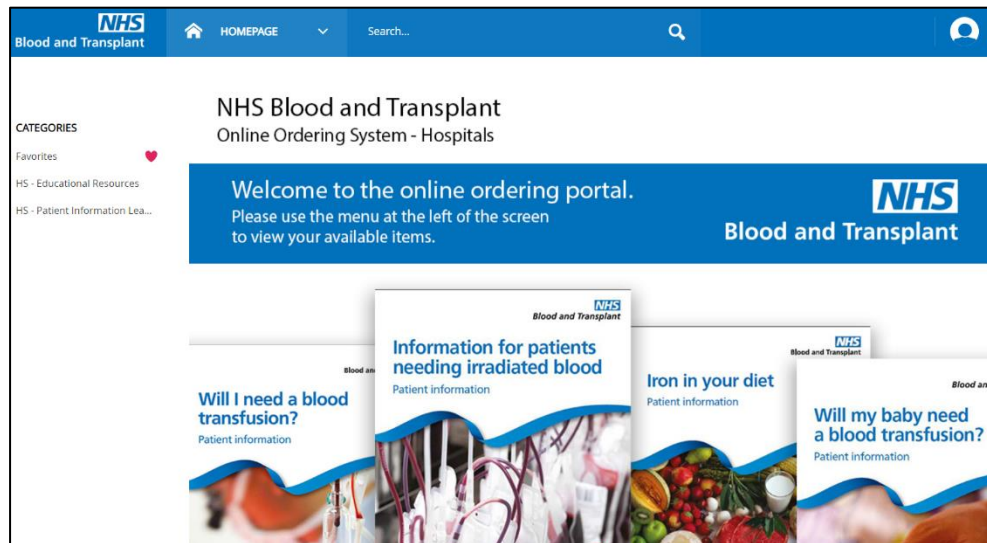 NHS
Blood and Transplant
HOMEPAGE
Search...
CATEGORIES
Favorites
HS - Educational Resources
HS - Patient Information Lea...
NHS Blood and Transplant
Online Ordering System - Hospitals
Welcome to the online ordering portal.
Please use the menu at the left of the screen
to view your available items.
NHS
Blood and Transplant
Blood an
Will I need a blood
transfusion?
Patient information
NHS
Blood and Transplant
Information for patients
needing irradiated blood
Patient information
NHS
Blood and Transplant
Iron in your diet
Patient information
Blood an
Will my baby need
a blood transfusion?
Patient information